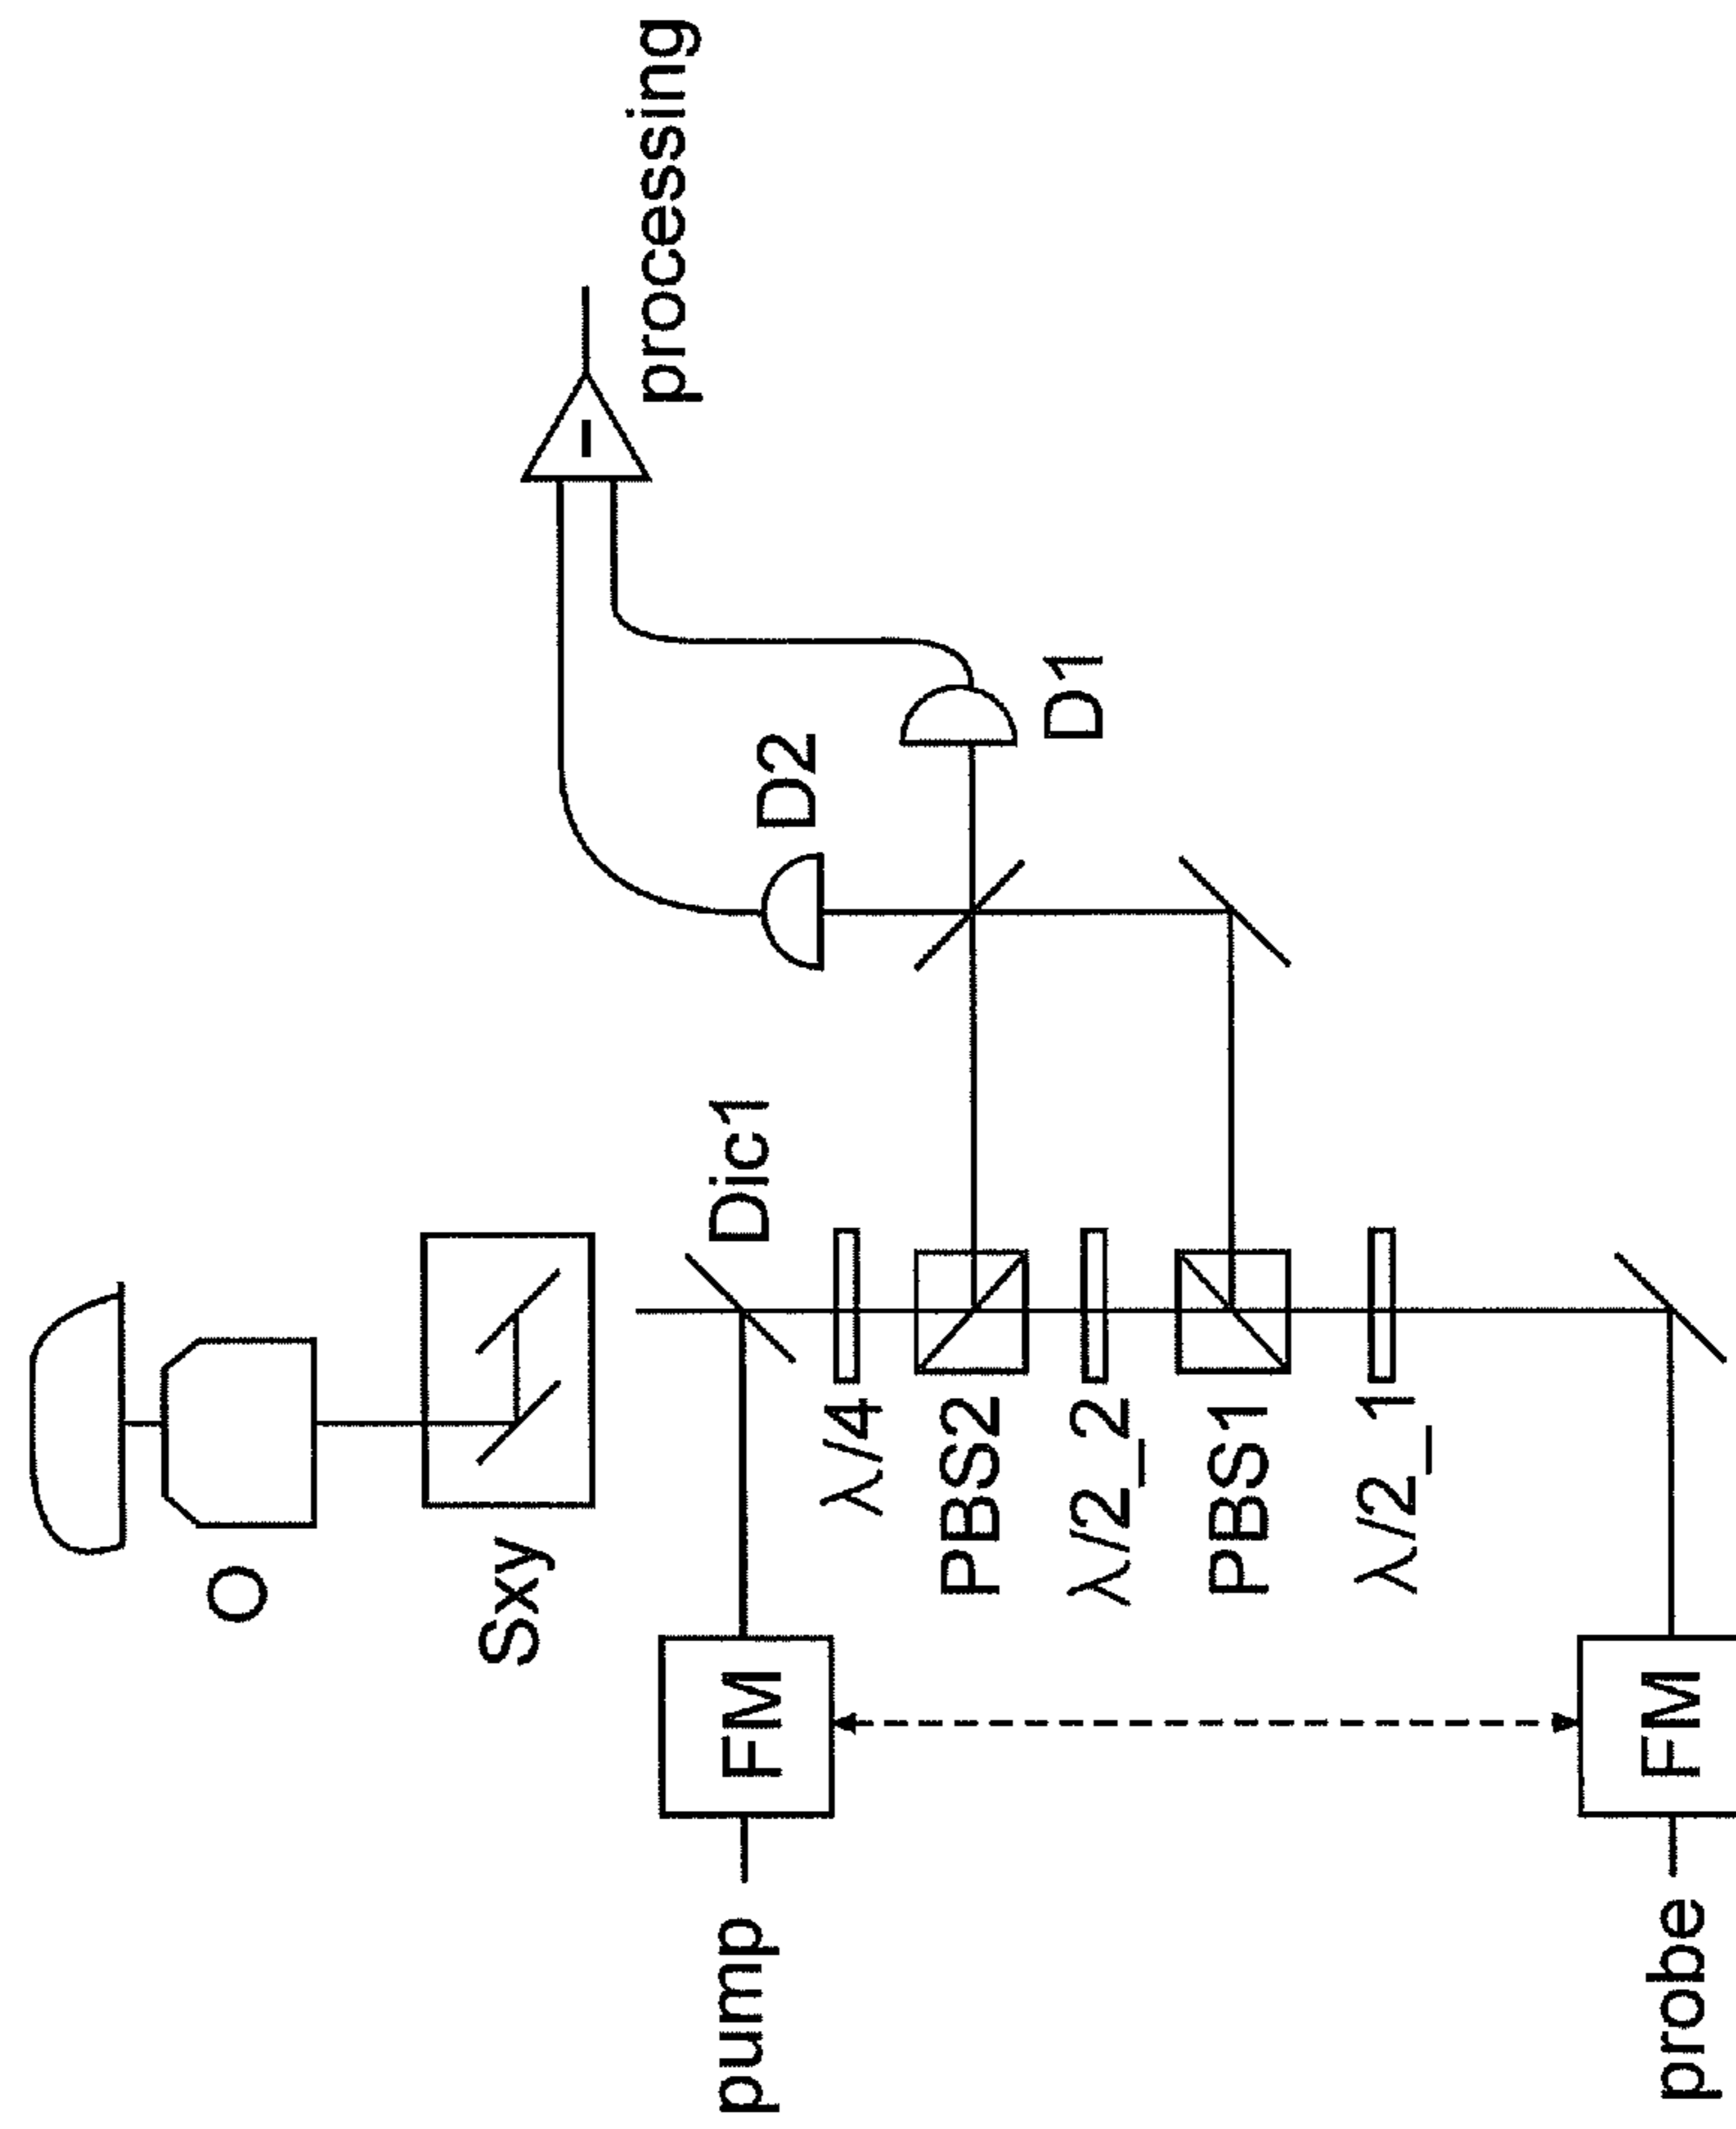 processing
D2
D1
Dic1
O
Sxy
λ/4
PBS2
λ/2_2
PBS1
λ/2_1
FM
FM
pump
probe
-